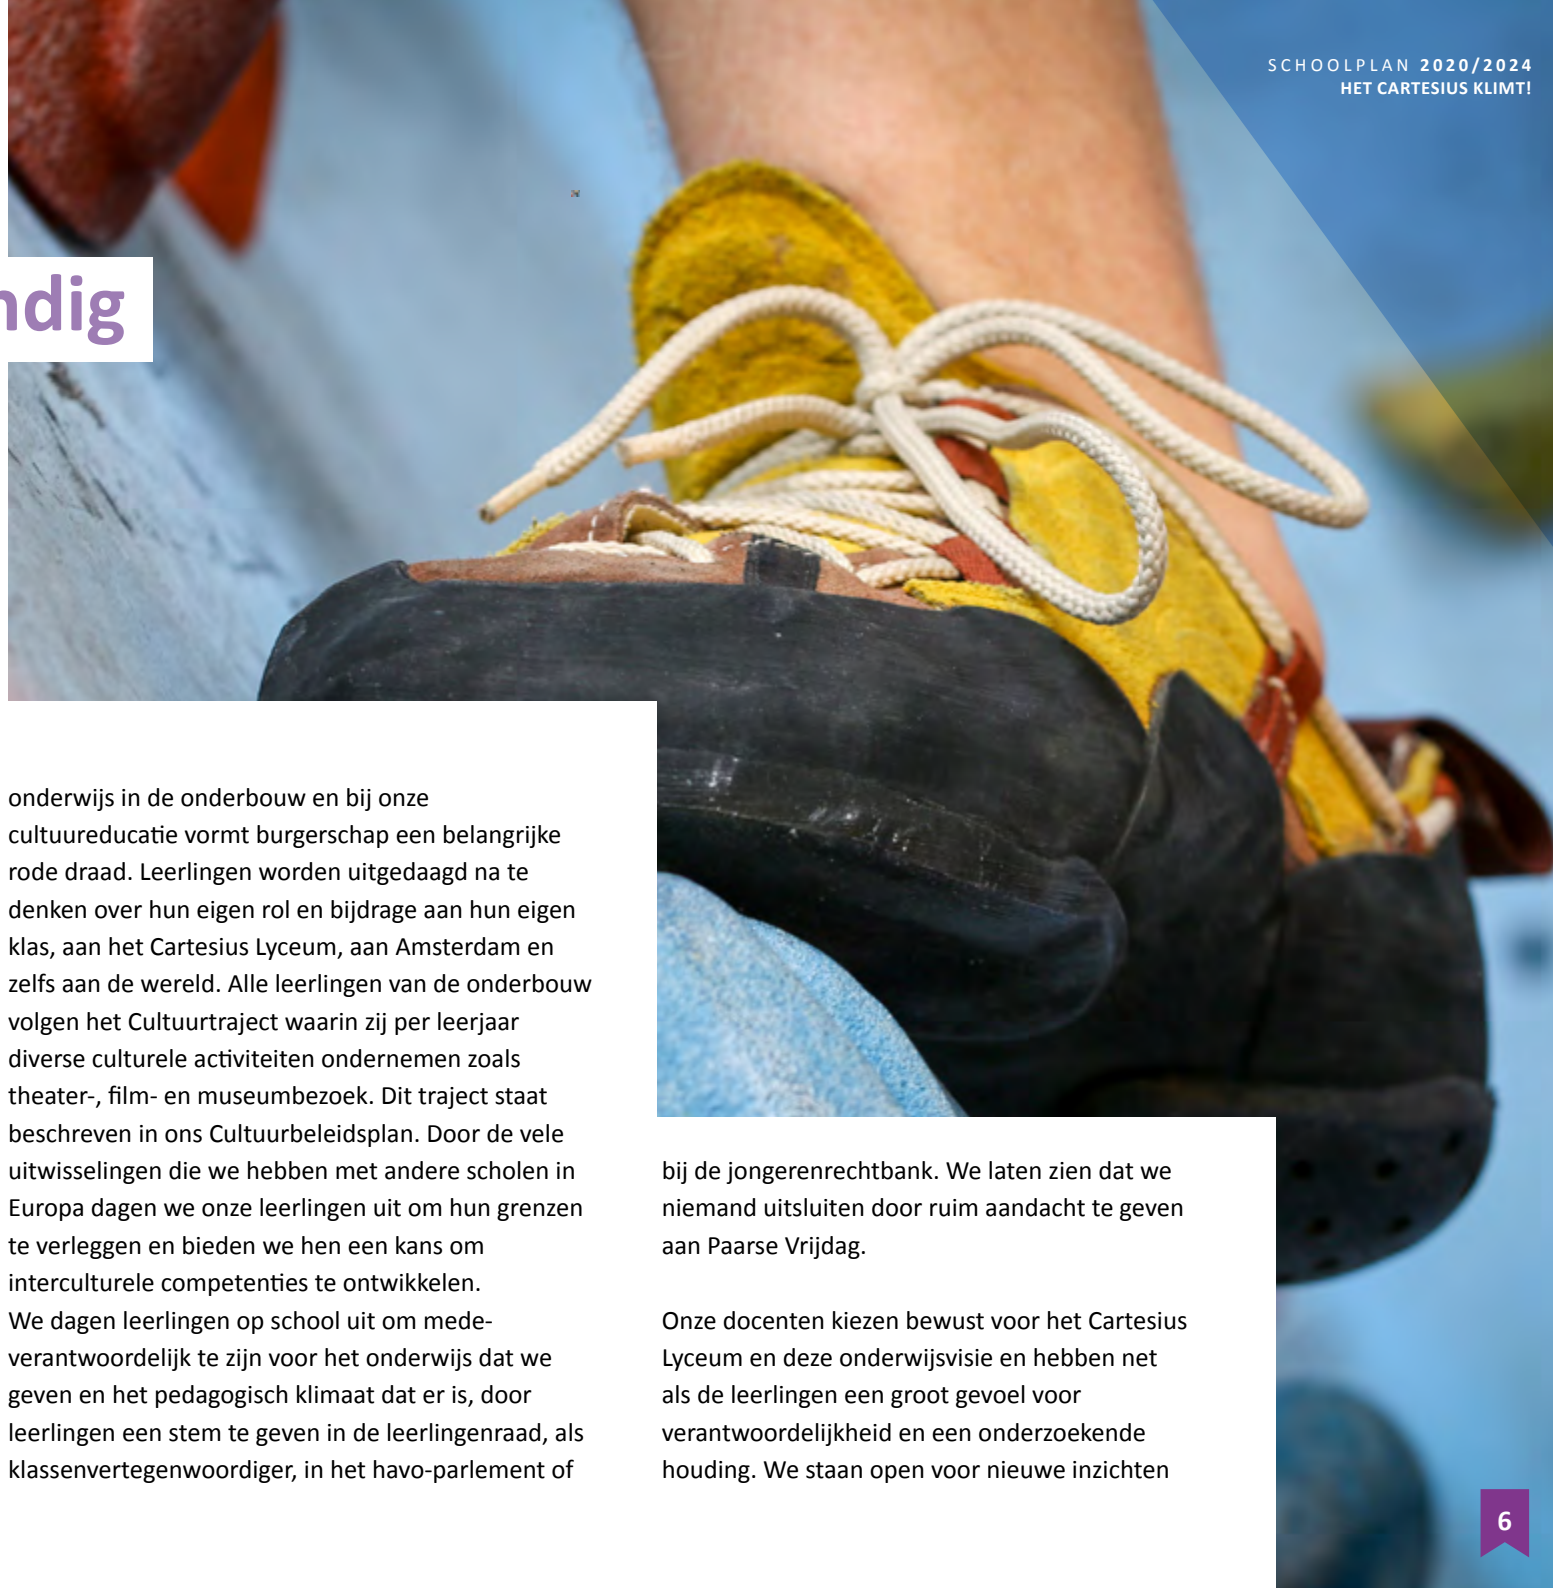 SCHOOLPLAN 2020/2024
HET CARTESIUS KLIMT!
ndig
onderwijs in de onderbouw en bij onze
cultuureducatie vormt burgerschap een belangrijke
rode draad. Leerlingen worden uitgedaagd na te
denken over hun eigen rol en bijdrage aan hun eigen
klas, aan het Cartesius Lyceum, aan Amsterdam en
zelfs aan de wereld. Alle leerlingen van de onderbouw
volgen het Cultuurtraject waarin zij per leerjaar
diverse culturele activiteiten ondernemen zoals
theater-, film- en museumbezoek. Dit traject staat
beschreven in ons Cultuurbeleidsplan. Door de vele
uitwisselingen die we hebben met andere scholen in
Europa dagen we onze leerlingen uit om hun grenzen
te verleggen en bieden we hen een kans om
interculturele competenties te ontwikkelen.
We dagen leerlingen op school uit om mede-
verantwoordelijk te zijn voor het onderwijs dat we
geven en het pedagogisch klimaat dat er is, door
leerlingen een stem te geven in de leerlingenraad, als
klassenvertegenwoordiger, in het havo-parlement of
bij de jongerenrechtbank. We laten zien dat we
niemand uitsluiten door ruim aandacht te geven
aan Paarse Vrijdag.
Onze docenten kiezen bewust voor het Cartesius
Lyceum en deze onderwijsvisie en hebben net
als de leerlingen een groot gevoel voor
verantwoordelijkheid en een onderzoekende
houding. We staan open voor nieuwe inzichten
6